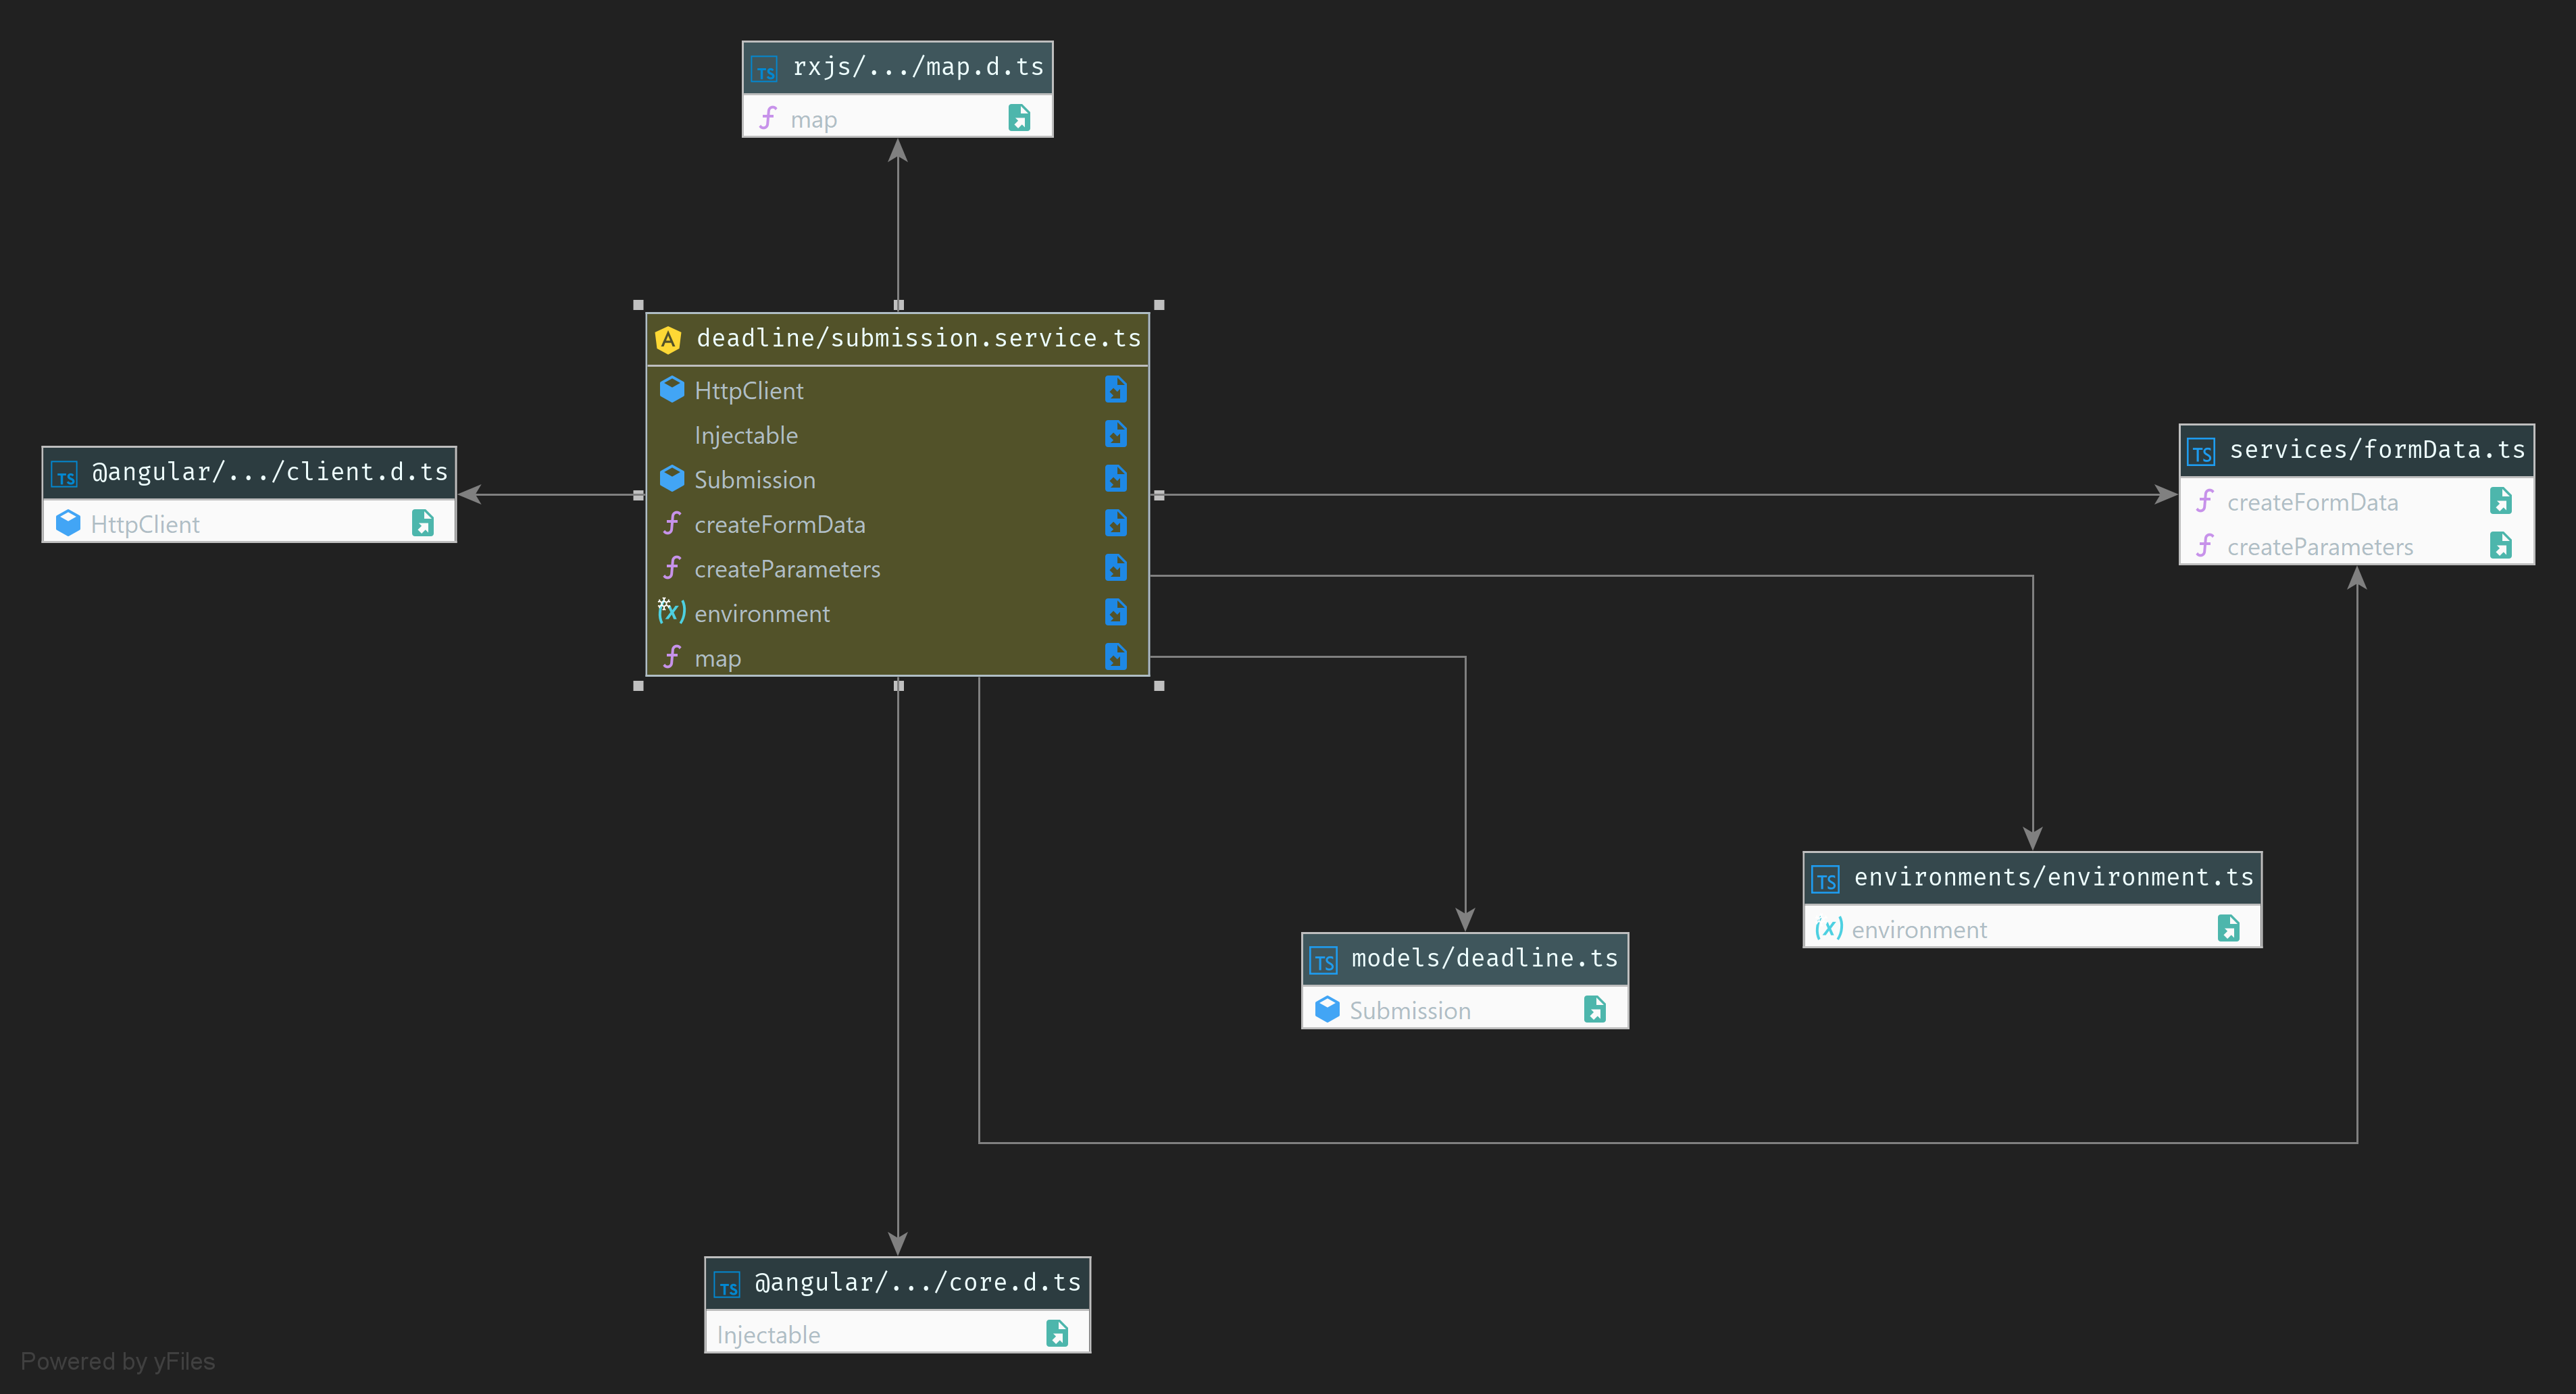 TS rxjs/.../map.d.ts
f map
A deadline/submission.service.ts
HttpClient
Injectable
Submission
f createFormData
f createParameters
(x) environment
f map
TS @angular/.../client.d.ts
HttpClient
TS services/formData.ts
f createFormData
f createParameters
TS environments/environment.ts
(x) environment
TS models/deadline.ts
Submission
TS @angular/.../core.d.ts
Injectable
Powered by yFiles